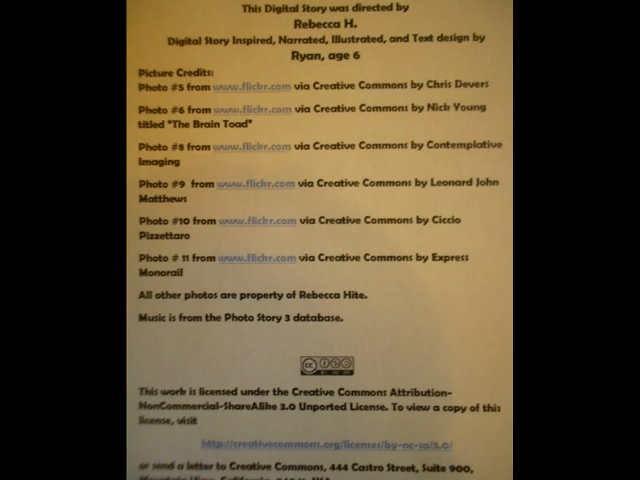 This Digital Story was directed by
Rebecca H.
Digital Story Inspired, Narrated, Illustrated, and Text design by
Ryan, age 6
Picture Credits:
Photo #5 from www.flickr.com via Creative Commons by Chris Devers
Photo #6 from www.flickr.com via Creative Commons by Nick Young
titled "The Brain Toad"
Photo #8 from www.flickr.com via Creative Commons by Contemplative
Imaging
Photo #9 from www.flickr.com via Creative Commons by Leonard John
Matthews
Photo #10 from www.flickr.com via Creative Commons by Ciccio
Pizzettaro
Photo # 11 from www.flickr.com via Creative Commons by Express
Monorail
All other photos are property of Rebecca Hite.
Music is from the Photo Story 3 database.
cc
This work is licensed under the Creative Commons Attribution-
NonCommercial-ShareAlike 3.0 Unported License. To view a copy of this
license, visit
http://creativecommons.org/licenses/by-nc-sa/3.0/
or send a letter to Creative Commons, 444 Castro Street, Suite 900,
Mountain View, California,